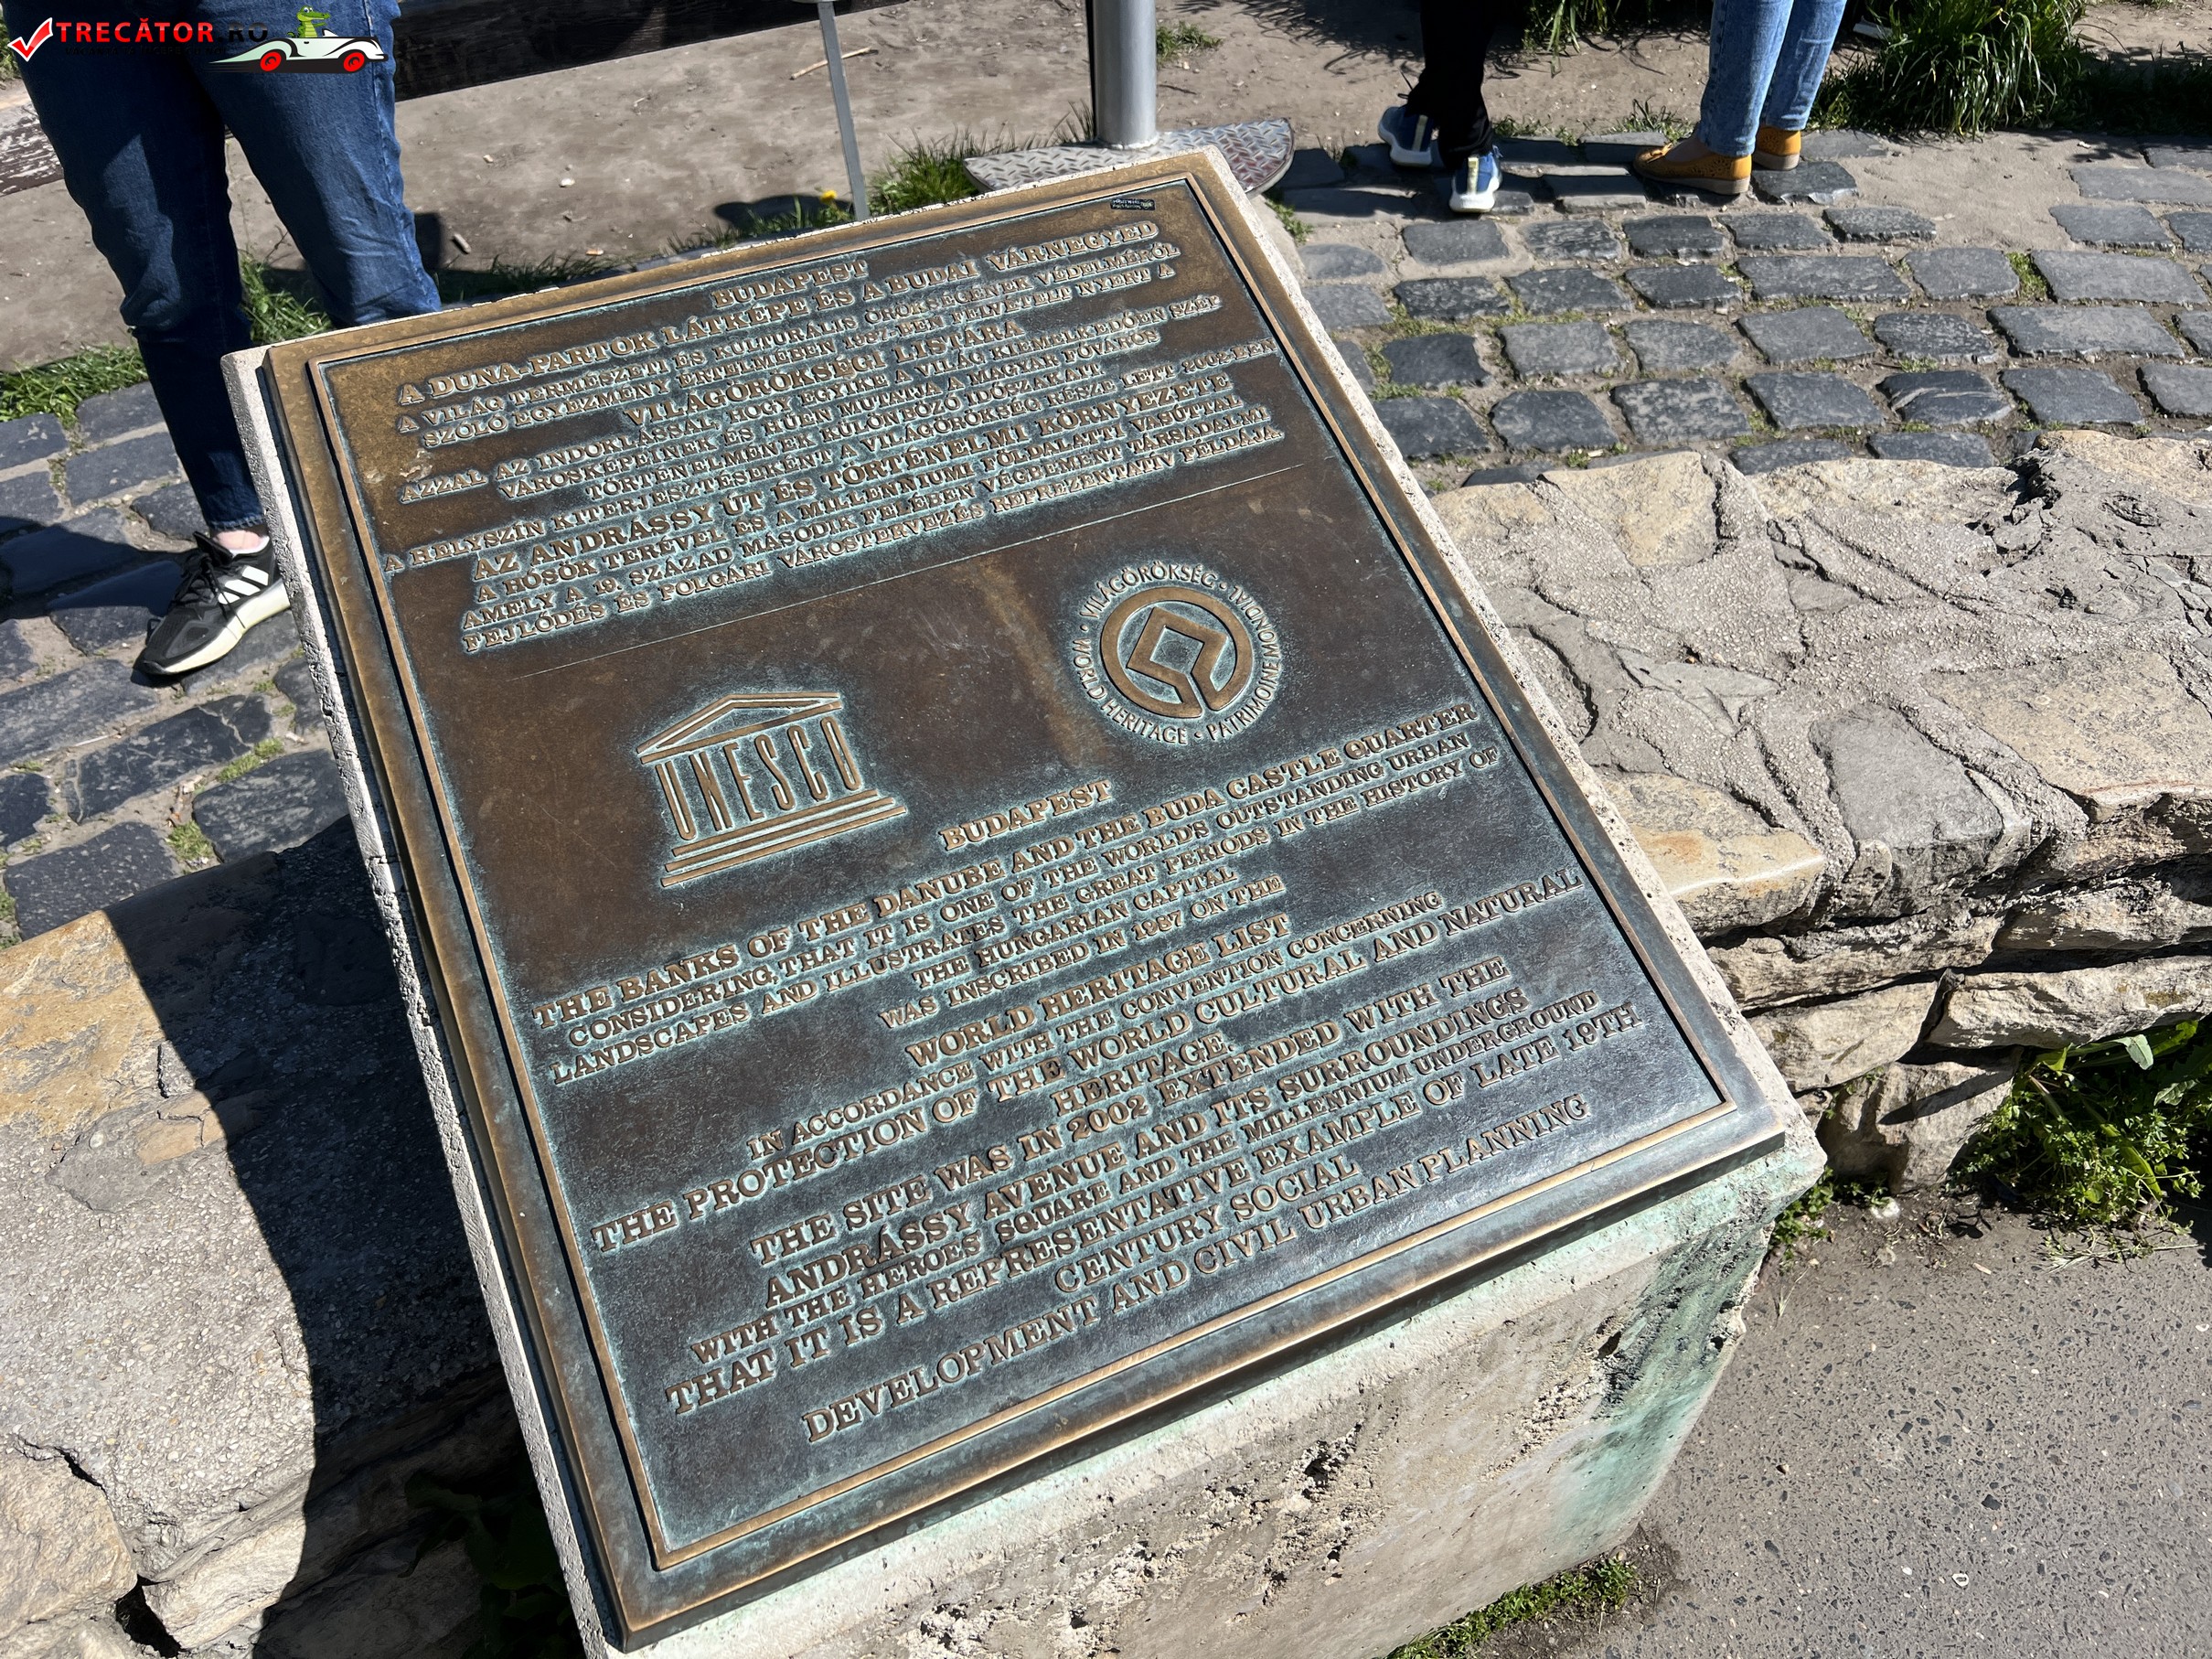 TRECĂTOR.RO
BUDAPEST
A DUNA-PARTOK LÁTKÉPE ÉS A BUDAI VÁRNEGYED
A VILÁG TERMÉSZETI ÉS KULTURÁLIS ÖRÖKSÉGÉNEK VÉDELMÉRŐL
SZÓLÓ EGYEZMÉNY ÉRTELMÉBEN 1987-BEN FELVÉTELT NYERT A
VILÁGÖRÖKSÉGI LISTÁRA
AZZAL AZ INDOKLÁSSAL, HOGY EGYIKE A VILÁG KIEMELKEDŐEN SZÉP
VÁROSKÉPEINEK ÉS HŰEN MUTATJA A MAGYAR FŐVÁROS
TÖRTÉNELMÉNEK KÜLÖNBÖZŐ IDŐSZAKAIT.
A HELYSZÍN KITERJESZTÉSEKÉNT A VILÁGÖRÖKSÉG RÉSZE LETT 2002-BEN
AZ ANDRÁSSY ÚT ÉS TÖRTÉNELMI KÖRNYEZETE
A HŐSÖK TERÉVEL ÉS A MILLENNIUMI FÖLDALATTI VASÚTTAL,
AMELY A 19. SZÁZAD MÁSODIK FELÉBEN VÉGBEMENT TÁRSADALMI
FEJLŐDÉS ÉS POLGÁRI VÁROSTERVEZÉS REPREZENTATÍV PÉLDÁJA
UNESCO
VILÁGÖRÖKSÉG • WORLD HERITAGE • PATRIMOINE MONDIAL •
BUDAPEST
THE BANKS OF THE DANUBE AND THE BUDA CASTLE QUARTER
CONSIDERING THAT IT IS ONE OF THE WORLD'S OUTSTANDING URBAN
LANDSCAPES AND ILLUSTRATES THE GREAT PERIODS IN THE HISTORY OF
THE HUNGARIAN CAPITAL
WAS INSCRIBED IN 1987 ON THE
WORLD HERITAGE LIST
IN ACCORDANCE WITH THE CONVENTION CONCERNING
THE PROTECTION OF THE WORLD CULTURAL AND NATURAL
HERITAGE.
THE SITE WAS IN 2002 EXTENDED WITH THE
ANDRÁSSY AVENUE AND ITS SURROUNDINGS
WITH THE HEROES' SQUARE AND THE MILLENNIUM UNDERGROUND
THAT IT IS A REPRESENTATIVE EXAMPLE OF LATE 19TH
CENTURY SOCIAL
DEVELOPMENT AND CIVIL URBAN PLANNING